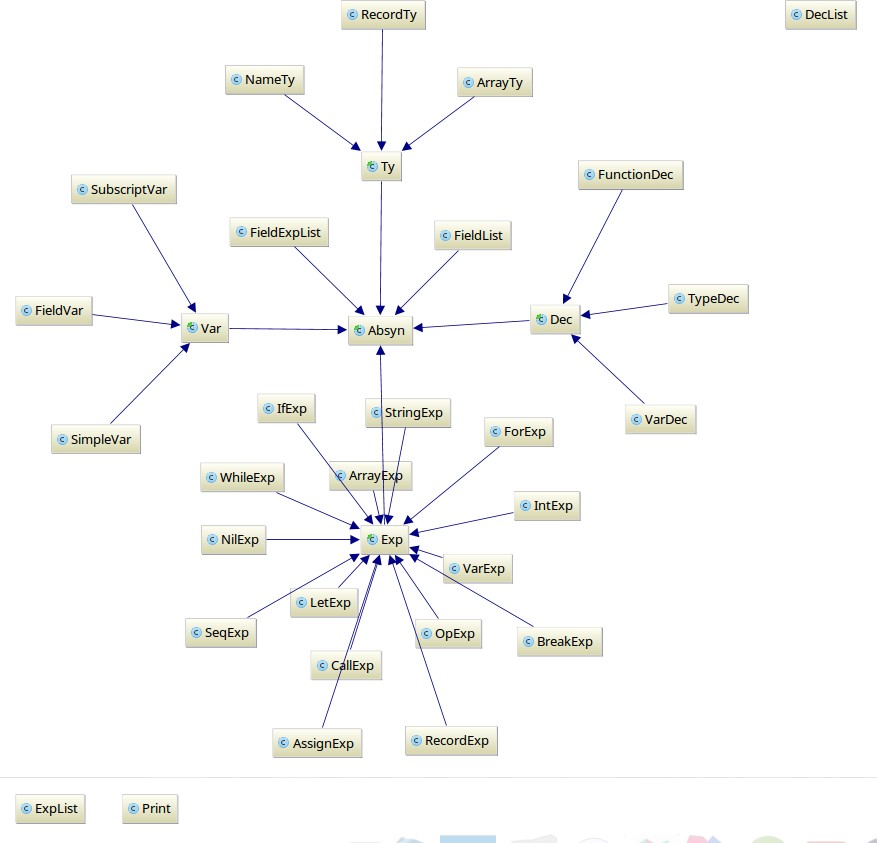 RecordTy
DecList
NameTy
ArrayTy
Ty
FunctionDec
SubscriptVar
FieldExpList
FieldList
TypeDec
FieldVar
Var
Absyn
Dec
IfExp
StringExp
VarDec
ForExp
SimpleVar
WhileExp
ArrayExp
IntExp
NilExp
Exp
VarExp
LetExp
SeqExp
OpExp
BreakExp
CallExp
AssignExp
RecordExp
ExpList
Print